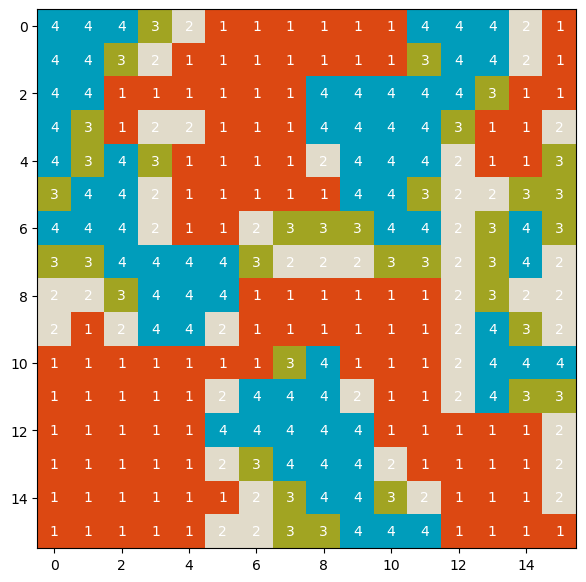 0 4 4 4 3 2 1 1 1 1 1 1 4 4 4 2 1
4 4 3 2 1 1 1 1 1 1 1 3 4 4 2 1
2 4 4 1 1 1 1 1 1 4 4 4 4 4 3 1 1
4 3 1 2 2 1 1 1 4 4 4 4 3 1 1 2
4 4 3 4 3 1 1 1 1 2 4 4 4 2 1 1 3
3 4 4 2 1 1 1 1 1 4 4 3 2 2 3 3
6 4 4 4 2 1 1 2 3 3 3 4 4 2 3 4 3
3 3 4 4 4 4 3 2 2 2 3 3 2 3 4 2
8 2 2 3 4 4 4 1 1 1 1 1 1 2 3 2 2
2 1 2 4 4 2 1 1 1 1 1 1 2 4 3 2
10 1 1 1 1 1 1 1 3 4 1 1 1 2 4 4 4
1 1 1 1 1 2 4 4 4 2 1 1 2 4 3 3
12 1 1 1 1 1 4 4 4 4 4 1 1 1 1 1 2
1 1 1 1 1 2 3 4 4 4 2 1 1 1 1 2
14 1 1 1 1 1 1 2 3 4 4 3 2 1 1 1 2
1 1 1 1 1 2 2 3 3 4 4 4 1 1 1 1
0 2 4 6 8 10 12 14